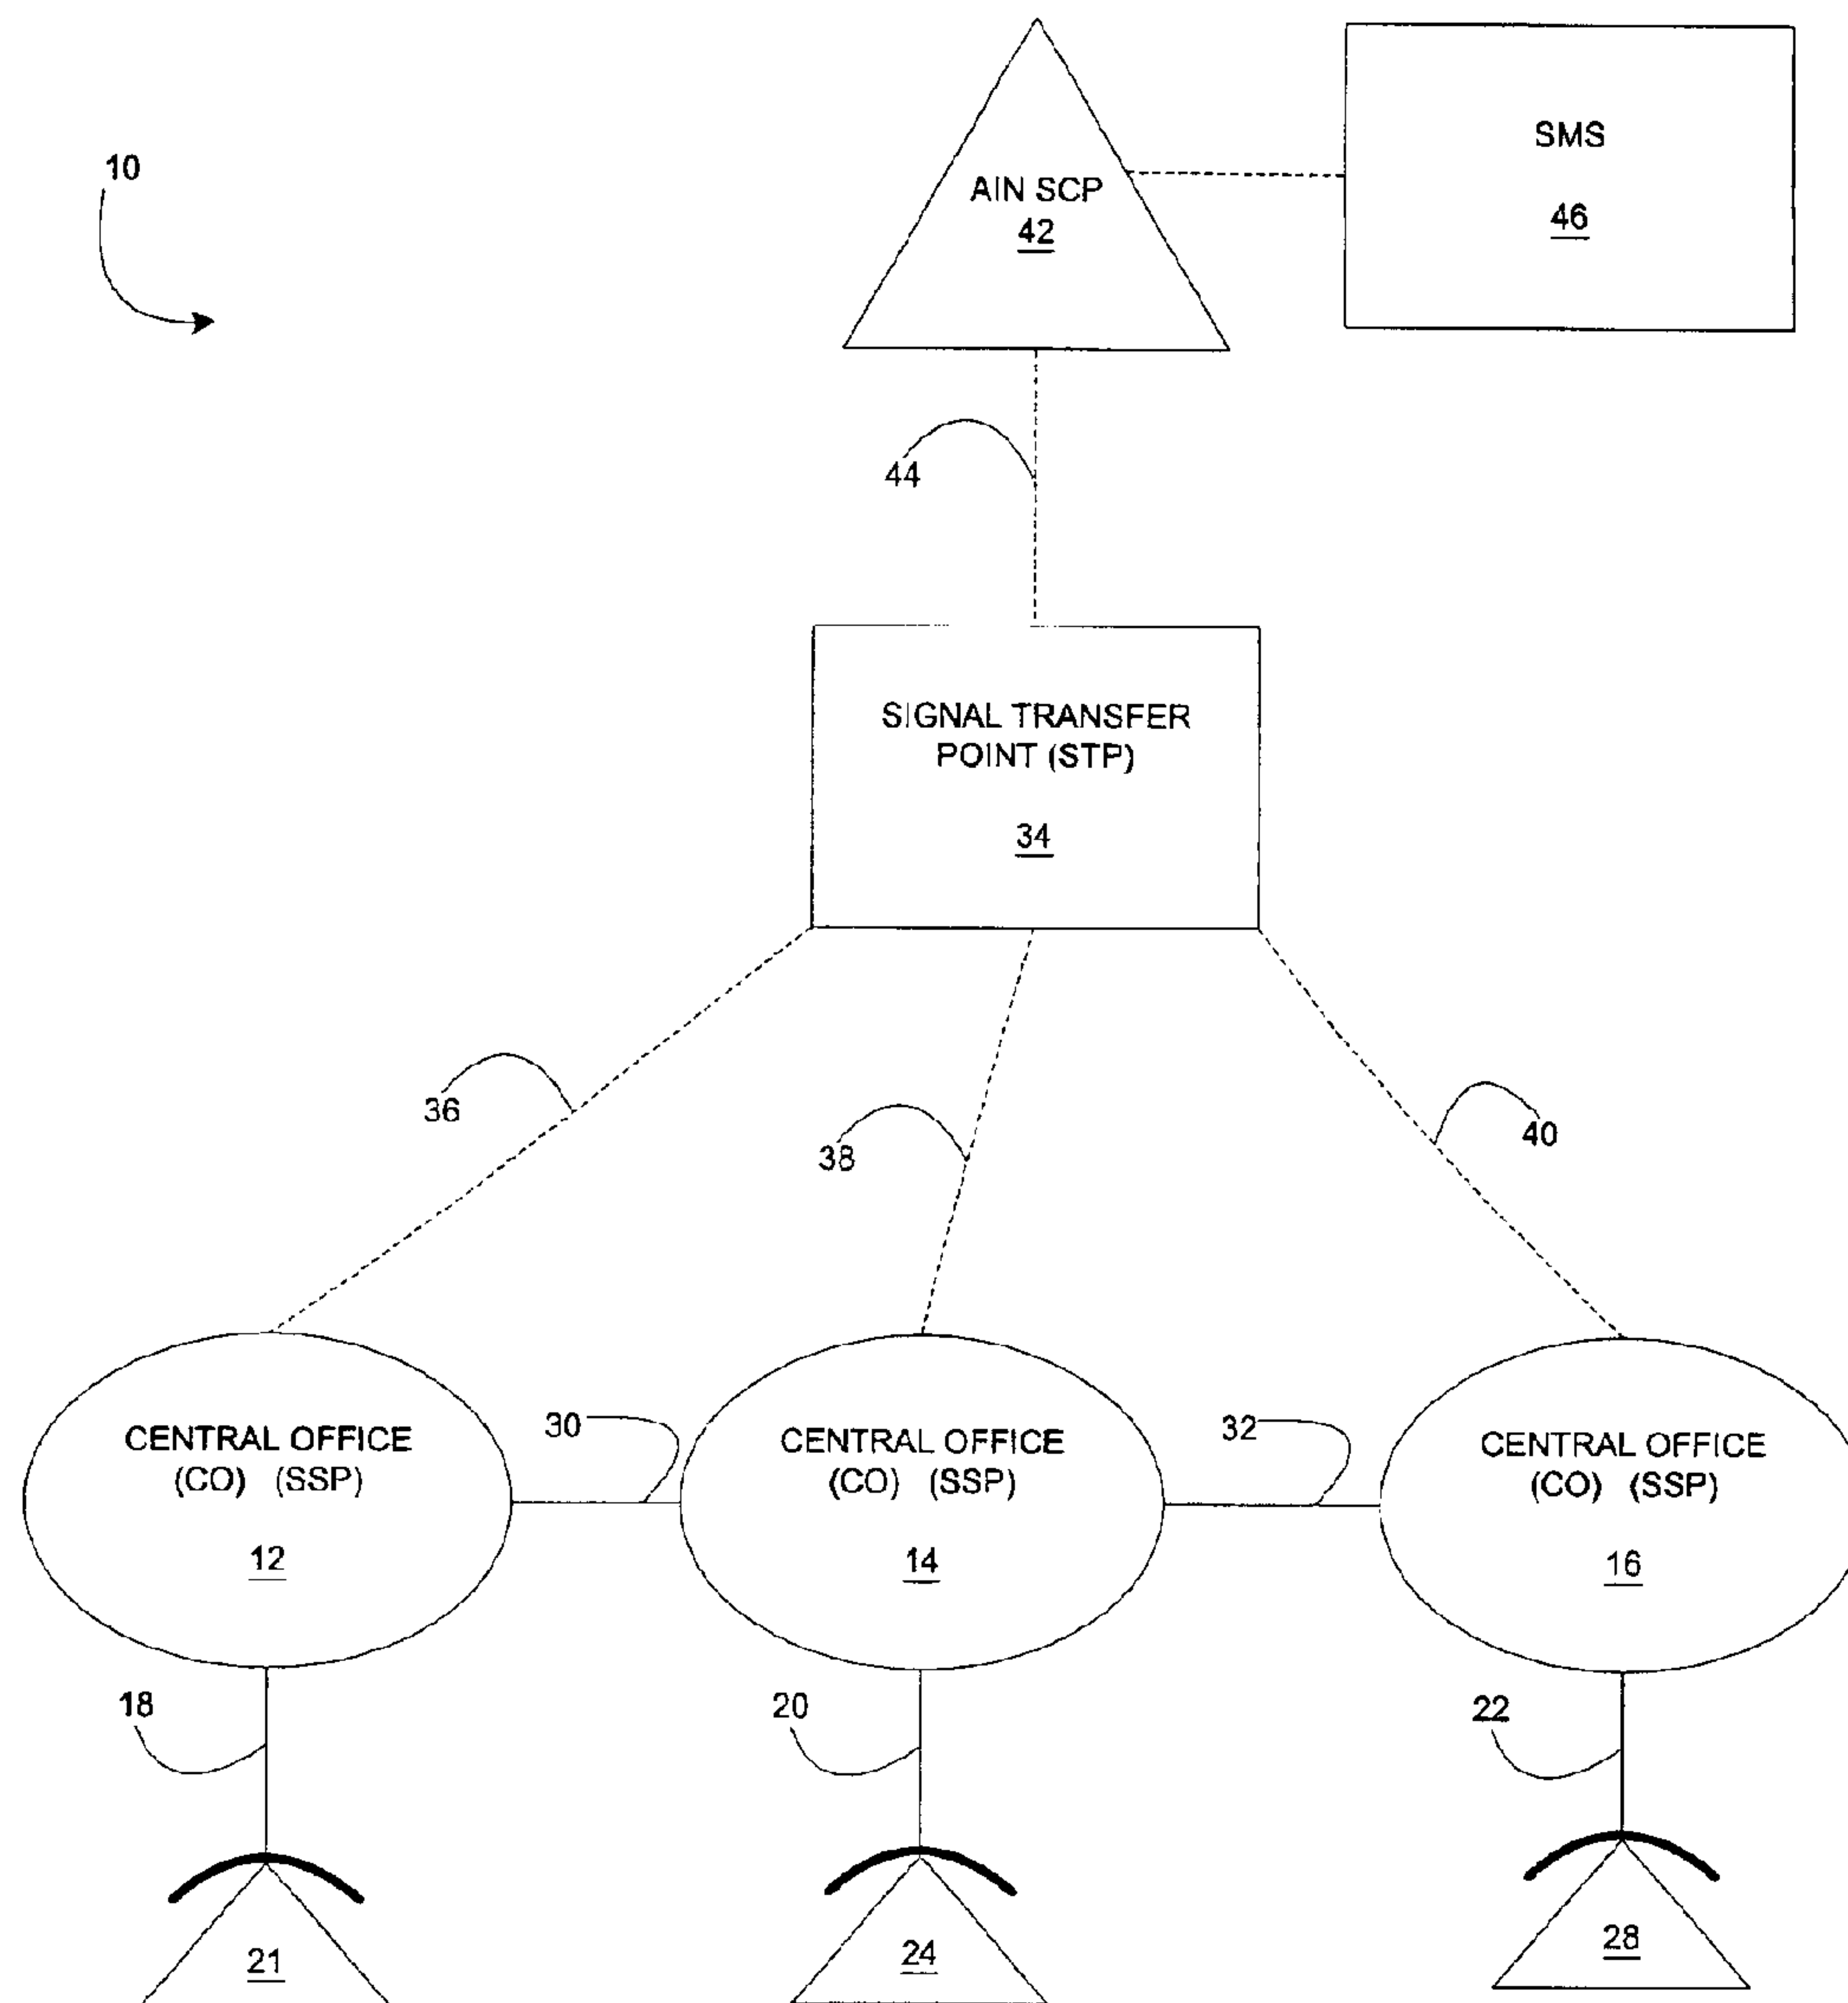 10
AIN SCP
42
SMS
46
44
SIGNAL TRANSFER
POINT (STP)
34
36
38
40
CENTRAL OFFICE
(CO) (SSP)
12
30
CENTRAL OFFICE
(CO) (SSP)
14
32
CENTRAL OFFICE
(CO) (SSP)
16
18
20
22
21
24
28